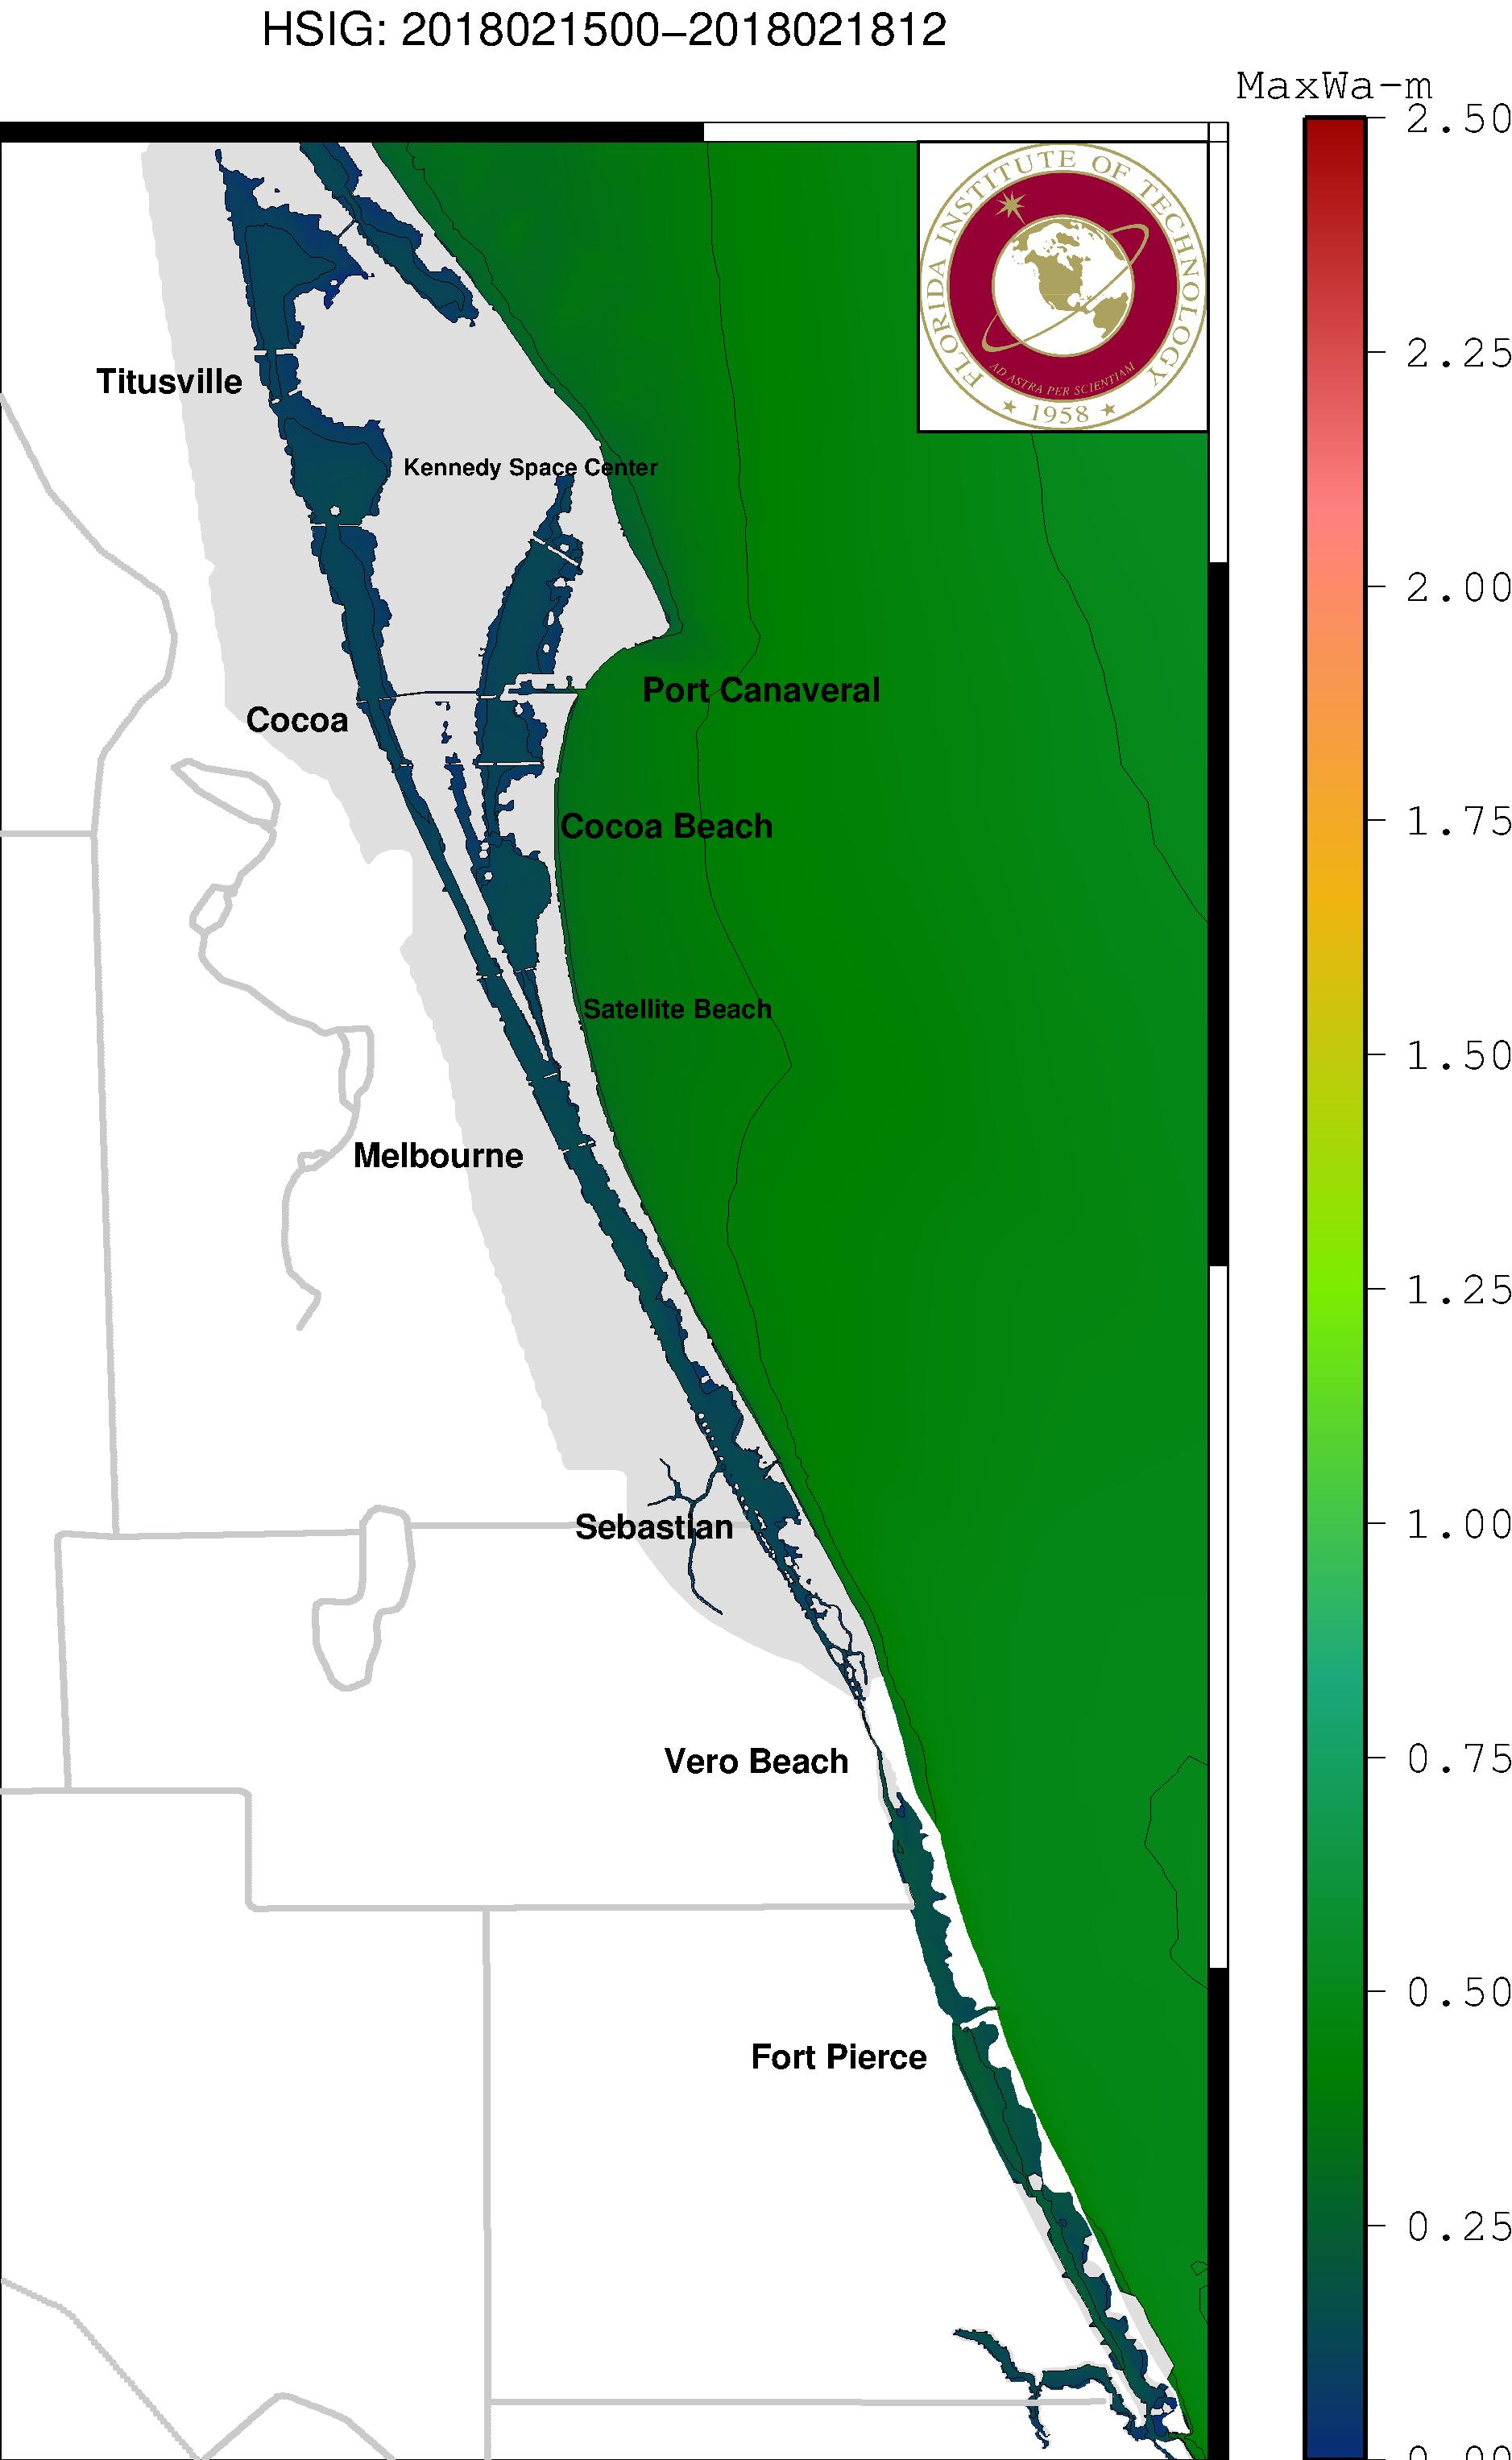 HSIG: 2018021500–2018021812
MaxWa-m
2.50
FLORIDA INSTITUTE OF TECHNOLOGY
AD ASTRA PER SCIENTIAM
1958
2.25
Titusville
Kennedy Space Center
2.00
Port Canaveral
Cocoa
1.75
Cocoa Beach
Satellite Beach
1.50
Melbourne
1.25
1.00
Sebastian
0.75
Vero Beach
0.50
Fort Pierce
0.25
0.00